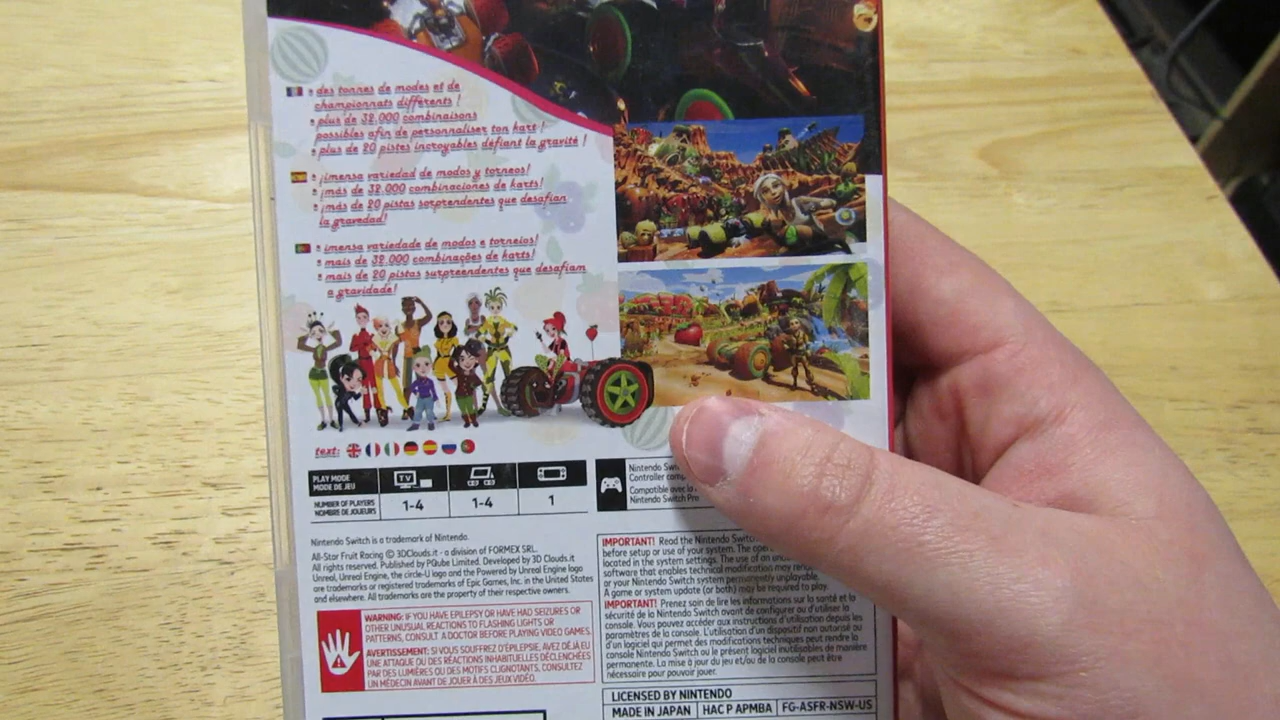 • des tonnes de modes et de
championnats différents !
• plus de 32.000 combinaisons
possibles afin de personnaliser ton kart !
• plus de 20 pistes incroyables défiant la gravité !
• ¡imensa variedad de modos y torneos!
• ¡más de 32.000 combinaciones de karts!
• ¡más de 20 pistas sorprendentes que desafían
la gravedad!
• imensa variedade de modos e torneios!
• mais de 32.000 combinações de karts!
• mais de 20 pistas surpreendentes que desafiam
a gravidade!
text:
PLAY MODE
MODE DE JEU
TV
NUMBER OF PLAYERS
NOMBRE DE JOUEURS
1-4
1-4
1
Nintendo
Controller
Compatible avec
Nintendo Switch Pro
Nintendo Switch is a trademark of Nintendo.
All-Star Fruit Racing © 3DClouds.it - a division of FORMEX SRL.
All rights reserved. Published by PQube Limited. Developed by 3D Clouds.it
Unreal, Unreal Engine, the circle-U logo and the Powered by Unreal Engine logo
are trademarks or registered trademarks of Epic Games, Inc. in the United States
and elsewhere. All trademarks are the property of their respective owners.
WARNING: IF YOU HAVE EPILEPSY OR HAVE HAD SEIZURES OR
OTHER UNUSUAL REACTIONS TO FLASHING LIGHTS OR
PATTERNS, CONSULT A DOCTOR BEFORE PLAYING VIDEO GAMES.
AVERTISSEMENT: SI VOUS SOUFFREZ D'ÉPILEPSIE, AVEZ DÉJÀ EU
UNE ATTAQUE OU DES RÉACTIONS INHABITUELLES DÉCLENCHÉES
PAR DES LUMIÈRES OU DES MOTIFS CLIGNOTANTS, CONSULTEZ
UN MÉDECIN AVANT DE JOUER À DES JEUX VIDÉO.
IMPORTANT! Read the Nintendo Switch
before setup or use of your system. The
located in the system settings. The use of an
software that enables technical modification may
or your Nintendo Switch system permanently unplayable.
A game or system update (or both) may be required to play.
IMPORTANT! Prenez soin de lire les informations sur la santé et la
sécurité de la Nintendo Switch avant de configurer ou d'utiliser la
console. Vous pouvez accéder aux instructions d'utilisation depuis les
paramètres de la console. L'utilisation d'un dispositif non autorisé ou
d'un logiciel qui permet des modifications techniques peut rendre la
console Nintendo Switch ou le présent logiciel inutilisables de manière
permanente. La mise à jour du jeu et/ou de la console peut être
nécessaire pour pouvoir jouer.
LICENSED BY NINTENDO
MADE IN JAPAN HAC P APMBA FG-ASFR-NSW-US